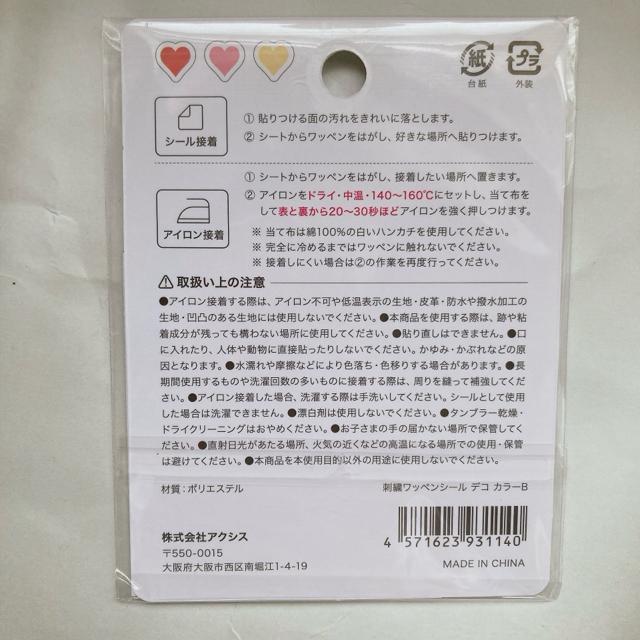 紙
台紙
プラ
外装
シール接着
① 貼りつける面の汚れをきれいに落とします。
② シートからワッペンをはがし、好きな場所へ貼りつけます。
アイロン接着
① シートからワッペンをはがし、接着したい場所へ置きます。
② アイロンをドライ・中温・140〜160℃にセットし、当て布を
して表と裏から20〜30秒ほどアイロンを強く押しつけます。
※ 当て布は綿100%の白いハンカチを使用してください。
※ 完全に冷めるまではワッペンに触れないでください。
※ 接着しにくい場合は②の作業を再度行ってください。
取扱い上の注意
●アイロン接着する際は、アイロン不可や低温表示の生地・皮革・防水や撥水加工の
生地・凹凸のある生地には使用しないでください。●本商品を使用する際は、跡や粘
着成分が残っても構わない場所に使用してください。●貼り直しはできません。●口
に入れたり、人体や動物に直接貼ったりしないでください。かゆみ・かぶれなどの原
因となります。●水濡れや摩擦などにより色落ち・色移りする場合があります。●長
期間使用するものや洗濯回数の多いものに接着する際は、周りを縫って補強してくだ
さい。●アイロン接着した場合、洗濯する際は手洗いしてください。シールとして使用
した場合は洗濯できません。●漂白剤は使用しないでください。●タンブラー乾燥・
ドライクリーニングはおやめください。●お子さまの手の届かない場所で保管してく
ださい。●直射日光があたる場所、火気の近くなどの高温になる場所での使用・保管
は避けてください。●本商品を本使用目的以外の用途に使用しないでください。
材質：ポリエステル
刺繍ワッペンシール デコ カラーB
株式会社アクシス
〒550-0015
大阪府大阪市西区南堀江1-4-19
4 571623 931140
MADE IN CHINA